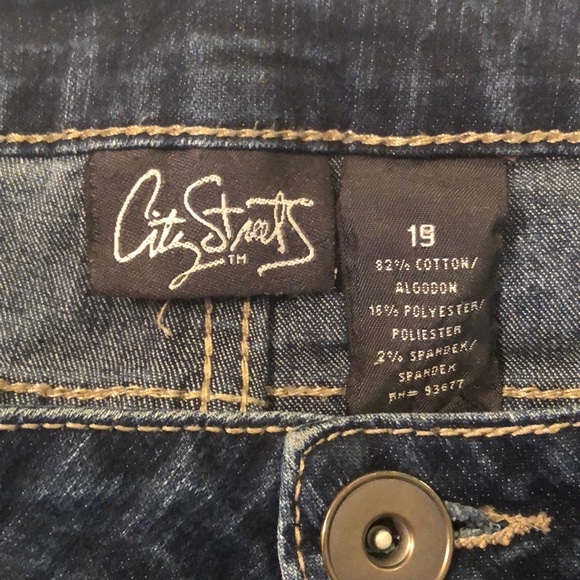 City Streets
TM
19
82% COTTON/
ALGODON
16% POLYESTER/
POLIESTER
2% SPANDEX/
SPANDEX
RN= 93677